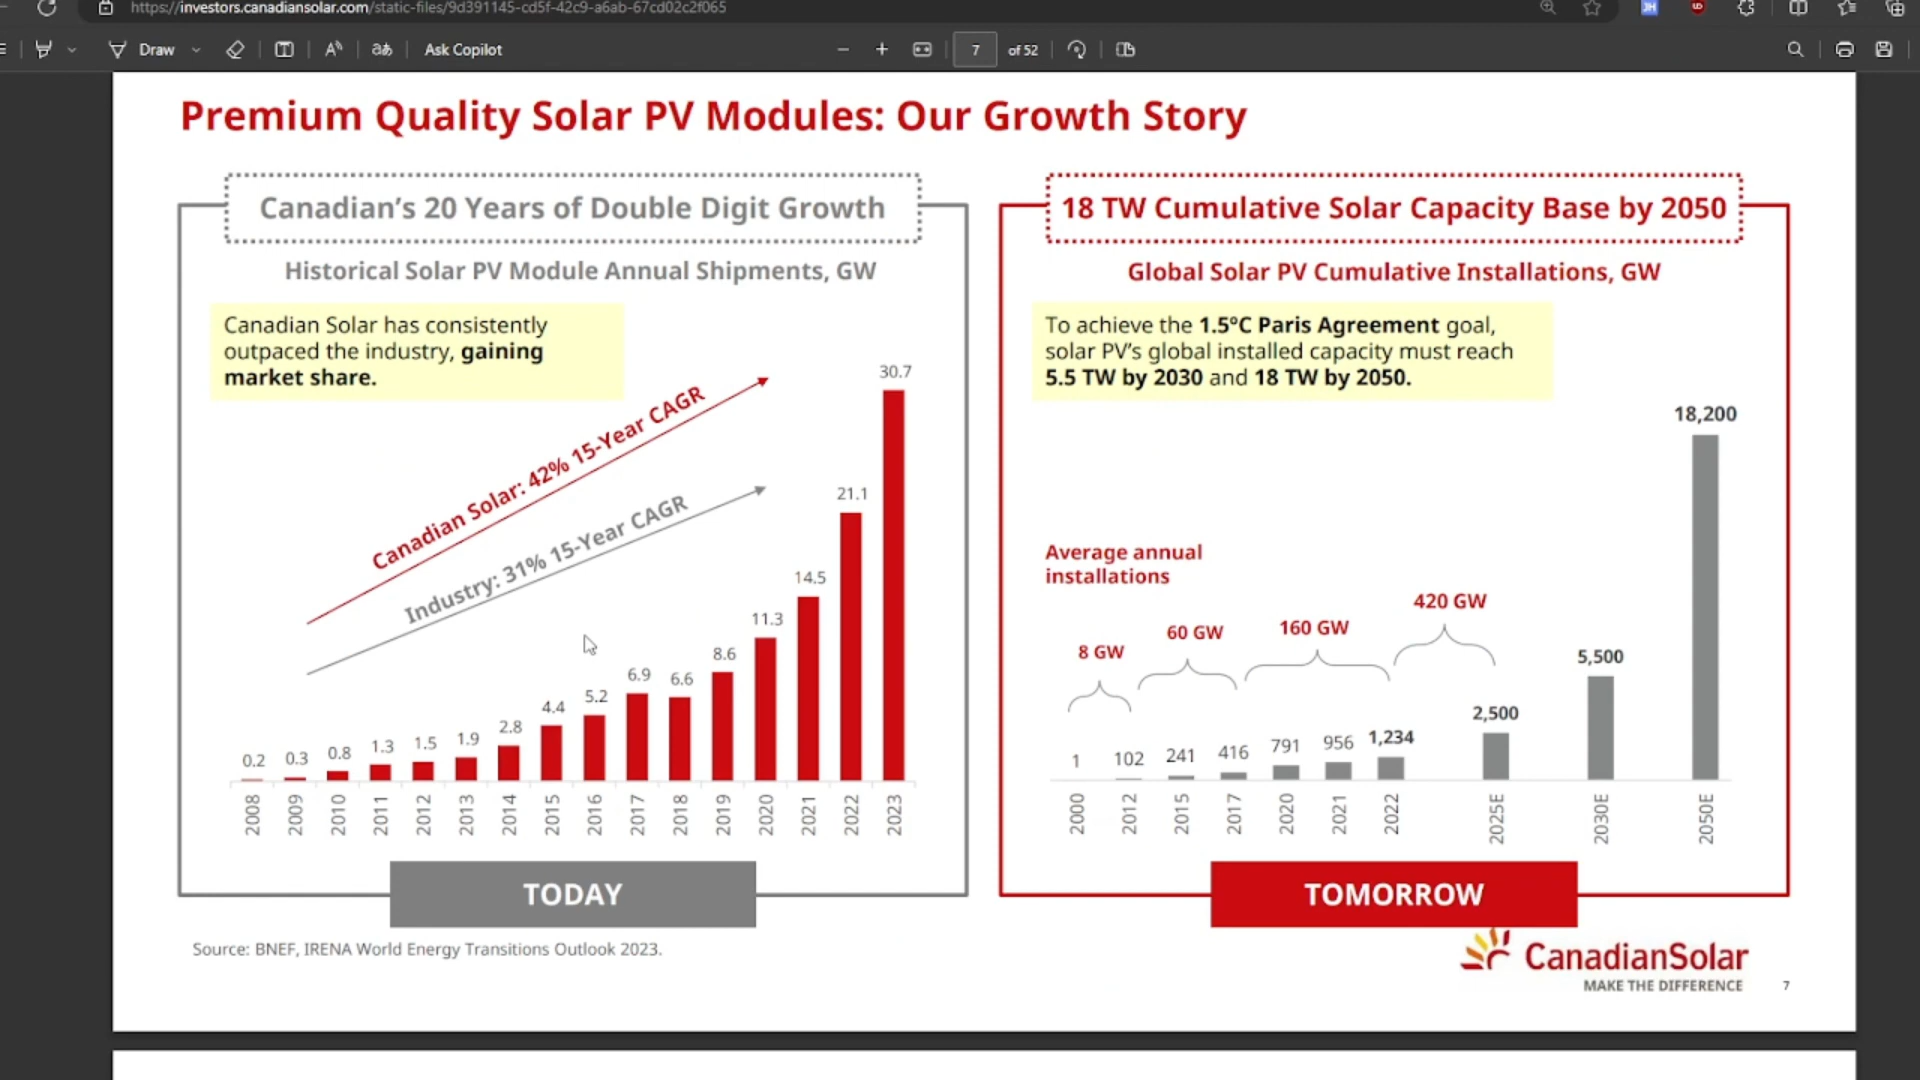 https://investors.canadiansolar.com/static-files/9d391145-cd5f-42c9-a6ab-67cd02c2f065
Draw
aあ
Ask Copilot
7 of 52
Premium Quality Solar PV Modules: Our Growth Story
Canadian's 20 Years of Double Digit Growth
Historical Solar PV Module Annual Shipments, GW
Canadian Solar has consistently
outpaced the industry, gaining
market share.
Canadian Solar: 42% 15-Year CAGR
Industry: 31% 15-Year CAGR
0.2 0.3 0.8 1.3 1.5 1.9 2.8 4.4 5.2 6.9 6.6 8.6 11.3 14.5 21.1 30.7
2008 2009 2010 2011 2012 2013 2014 2015 2016 2017 2018 2019 2020 2021 2022 2023
TODAY
18 TW Cumulative Solar Capacity Base by 2050
Global Solar PV Cumulative Installations, GW
To achieve the 1.5ºC Paris Agreement goal,
solar PV's global installed capacity must reach
5.5 TW by 2030 and 18 TW by 2050.
Average annual
installations
8 GW 60 GW 160 GW 420 GW
1 102 241 416 791 956 1,234 2,500 5,500 18,200
2000 2012 2015 2017 2020 2021 2022 2025E 2030E 2050E
TOMORROW
Source: BNEF, IRENA World Energy Transitions Outlook 2023.
CanadianSolar
MAKE THE DIFFERENCE
7